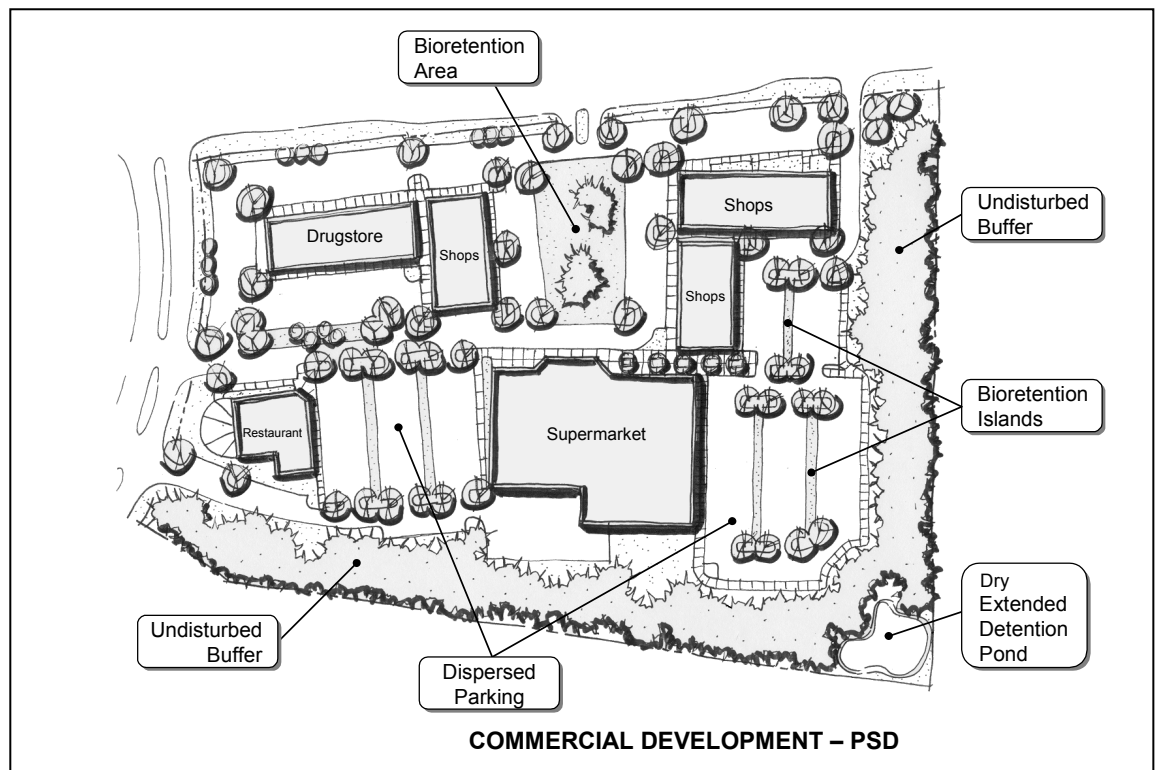 Bioretention
Area
Undisturbed
Buffer
Shops
Drugstore
Shops
Shops
Bioretention
Islands
Restaurant
Supermarket
Dry
Extended
Detention
Pond
Undisturbed
Buffer
Dispersed
Parking
COMMERCIAL DEVELOPMENT – PSD